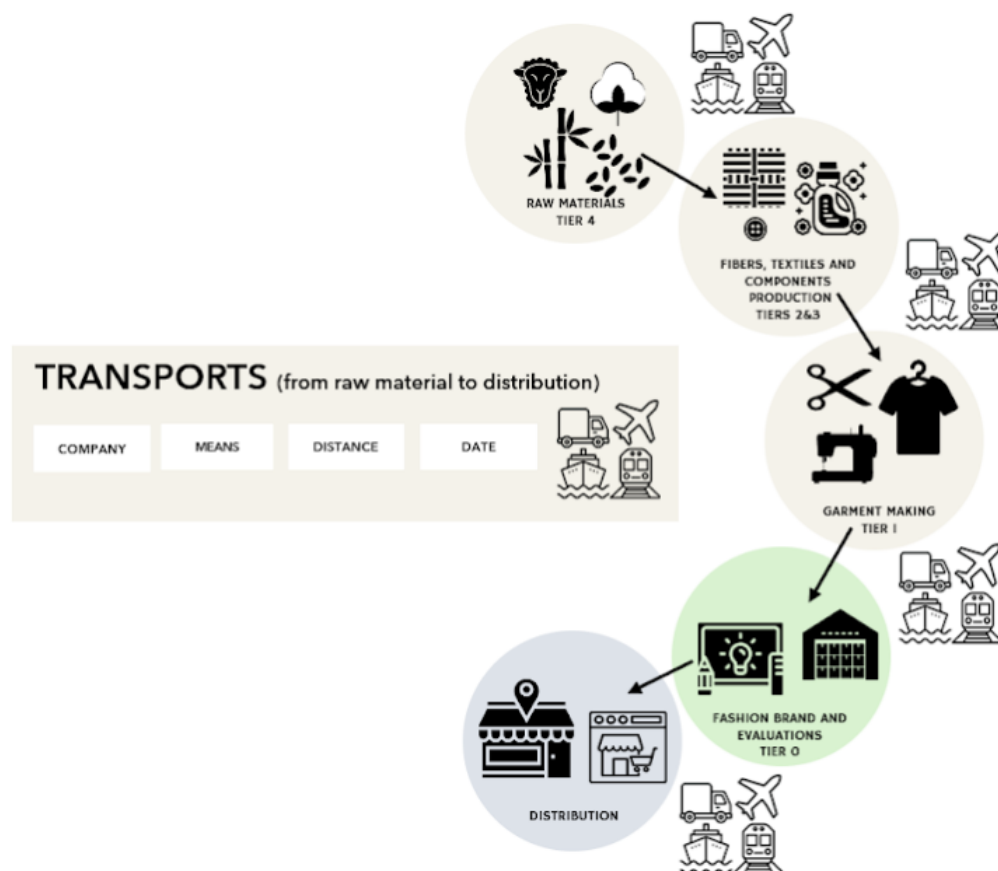 RAW MATERIALS
TIER 4
FIBERS, TEXTILES AND
COMPONENTS
PRODUCTION
TIERS 2&3
TRANSPORTS (from raw material to distribution)
COMPANY
MEANS
DISTANCE
DATE
GARMENT MAKING
TIER 1
FASHION BRAND AND
EVALUATIONS
TIER 0
DISTRIBUTION